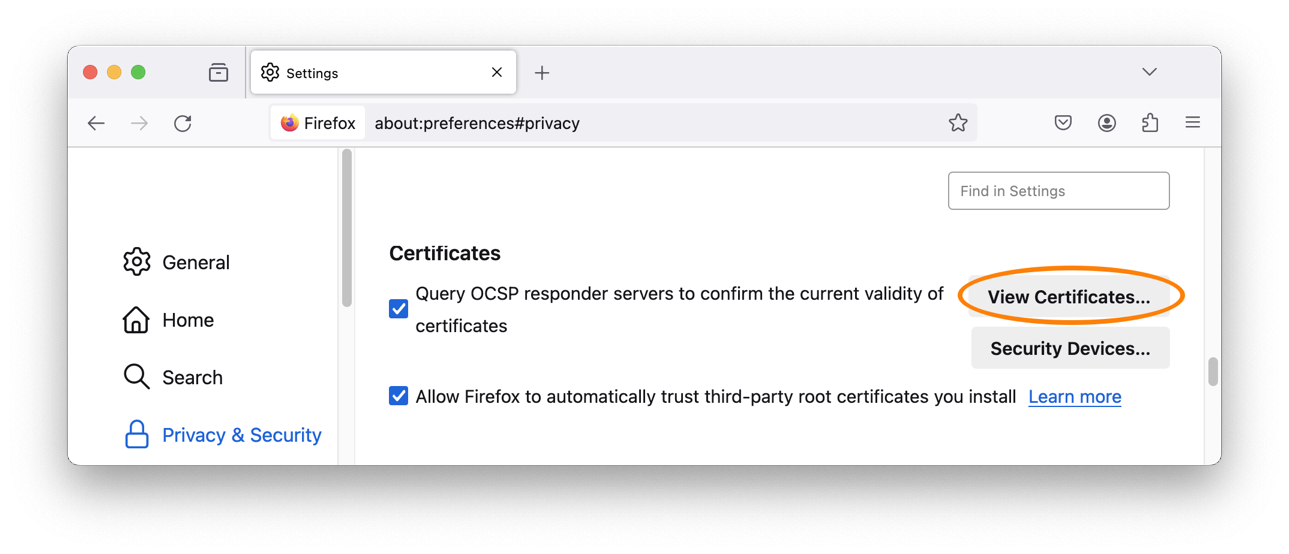 Settings
Firefox about:preferences#privacy
Find in Settings
General
Home
Search
Privacy & Security
Certificates
Query OCSP responder servers to confirm the current validity of
certificates
View Certificates...
Security Devices...
Allow Firefox to automatically trust third-party root certificates you install Learn more